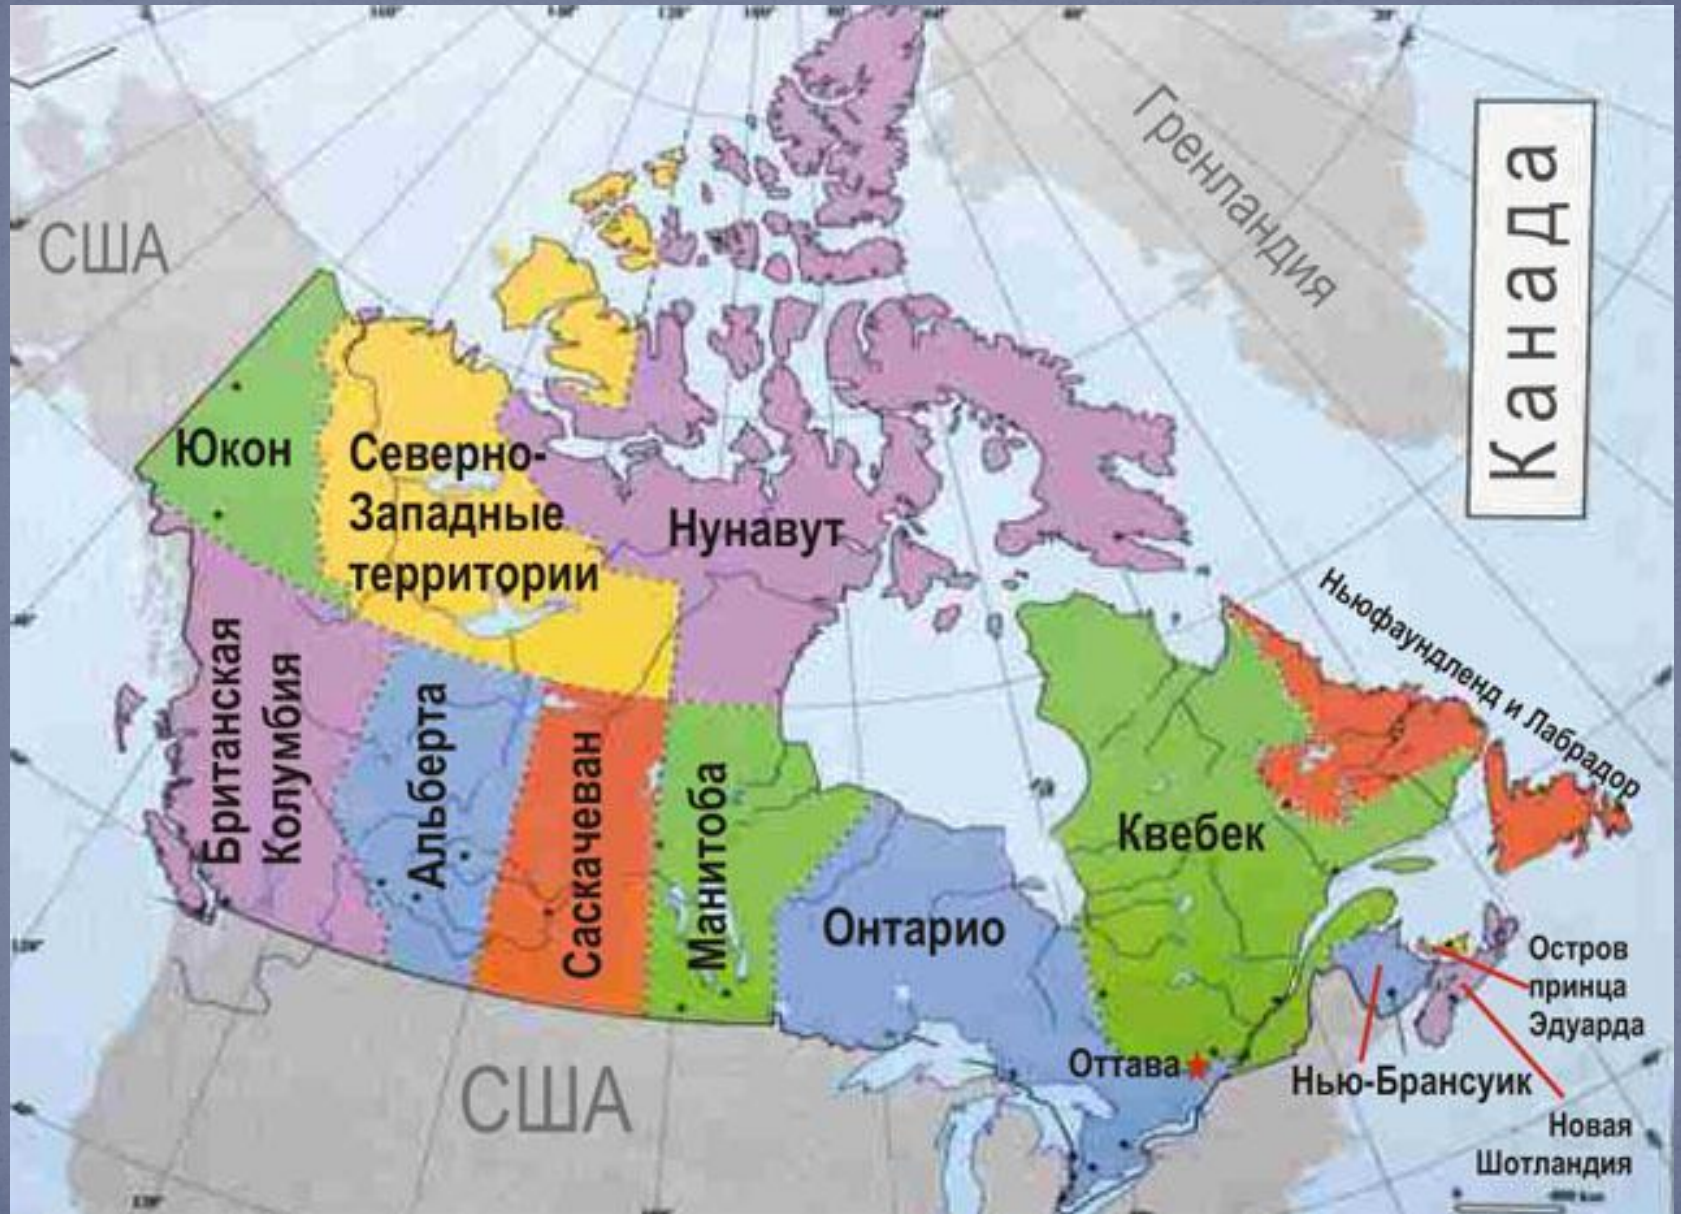 Гренландия
Канада
США
Юкон
Северно-
Западные
территории
Нунавут
Ньюфаундленд и Лабрадор
Британская
Колумбия
Альберта
Саскачеван
Манитоба
Квебек
Онтарио
Остров
принца
Эдуарда
Оттава
Нью-Брансуик
США
Новая
Шотландия